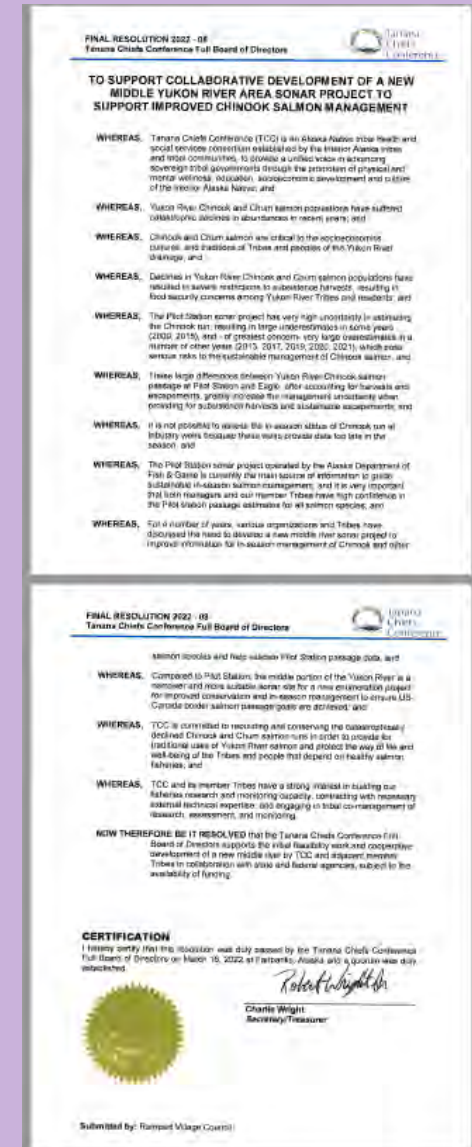 FINAL RESOLUTION 2022 - 08
Tanana Chiefs Conference Full Board of Directors
Tanana
Chiefs
Conference
TO SUPPORT COLLABORATIVE DEVELOPMENT OF A NEW
MIDDLE YUKON RIVER AREA SONAR PROJECT TO
SUPPORT IMPROVED CHINOOK SALMON MANAGEMENT
WHEREAS, Tanana Chiefs Conference (TCC) is an Alaska Native tribal health and
social services consortium established by the Interior Alaska tribes
and tribal communities, to provide a unified voice in advancing
sovereign tribal governments through the promotion of physical and
mental wellness, education, socioeconomic development and culture
of the Interior Alaska Native; and
WHEREAS, Yukon River Chinook and Chum salmon populations have suffered
catastrophic declines in abundances in recent years; and
WHEREAS, Chinook and Chum salmon are critical to the socioeconomics,
cultures, and traditions of Tribes and peoples of the Yukon River
drainage; and
WHEREAS, Declines in Yukon River Chinook and Chum salmon populations have
resulted in severe restrictions to subsistence harvests, resulting in
food security concerns among Yukon River Tribes and residents; and
WHEREAS, The Pilot Station sonar project has very high uncertainty in estimating
the Chinook run, resulting in large underestimates in some years
(2009, 2015), and - of greatest concern- very large overestimates in a
number of other years (2013, 2017, 2019, 2020, 2021), which pose
serious risks to the sustainable management of Chinook salmon; and
WHEREAS, These large differences between Yukon River Chinook salmon
passage at Pilot Station and Eagle, after accounting for harvests and
escapements, greatly increase the management uncertainty when
providing for subsistence harvests and sustainable escapements; and
WHEREAS, It is not possible to assess the in-season status of Chinook run at
tributary weirs because these weirs provide data too late in the
season; and
WHEREAS, The Pilot Station sonar project operated by the Alaska Department of
Fish & Game is currently the main source of information to guide
sustainable in-season salmon management, and it is very important
that both managers and our member Tribes have high confidence in
the Pilot station passage estimates for all salmon species; and
WHEREAS, For a number of years, various organizations and Tribes have
discussed the need to develop a new middle river sonar project to
improve information for in-season management of Chinook and other
FINAL RESOLUTION 2022 - 08
Tanana Chiefs Conference Full Board of Directors
Tanana
Chiefs
Conference
salmon species and help validate Pilot Station passage data; and
WHEREAS, Compared to Pilot Station, the middle portion of the Yukon River is a
narrower and more suitable sonar site for a new enumeration project
for improved conservation and in-season management to ensure US-
Canada border salmon passage goals are achieved; and
WHEREAS, TCC is committed to rebuilding and conserving the catastrophically
declined Chinook and Chum salmon runs in order to provide for
traditional uses of Yukon River salmon and protect the way of life and
well-being of the Tribes and people that depend on healthy salmon
fisheries; and
WHEREAS, TCC and its member Tribes have a strong interest in building our
fisheries research and monitoring capacity, contracting with necessary
external technical expertise, and engaging in tribal co-management of
research, assessment, and monitoring.
NOW THEREFORE BE IT RESOLVED that the Tanana Chiefs Conference Full
Board of Directors supports the initial feasibility work and cooperative
development of a new middle river by TCC and adjacent member
Tribes in collaboration with state and federal agencies, subject to the
availability of funding.
CERTIFICATION
I hereby certify that this resolution was duly passed by the Tanana Chiefs Conference
Full Board of Directors on March 15, 2022 at Fairbanks, Alaska and a quorum was duly
established.
Charlie Wright
Secretary/Treasurer
Submitted by: Rampart Village Council